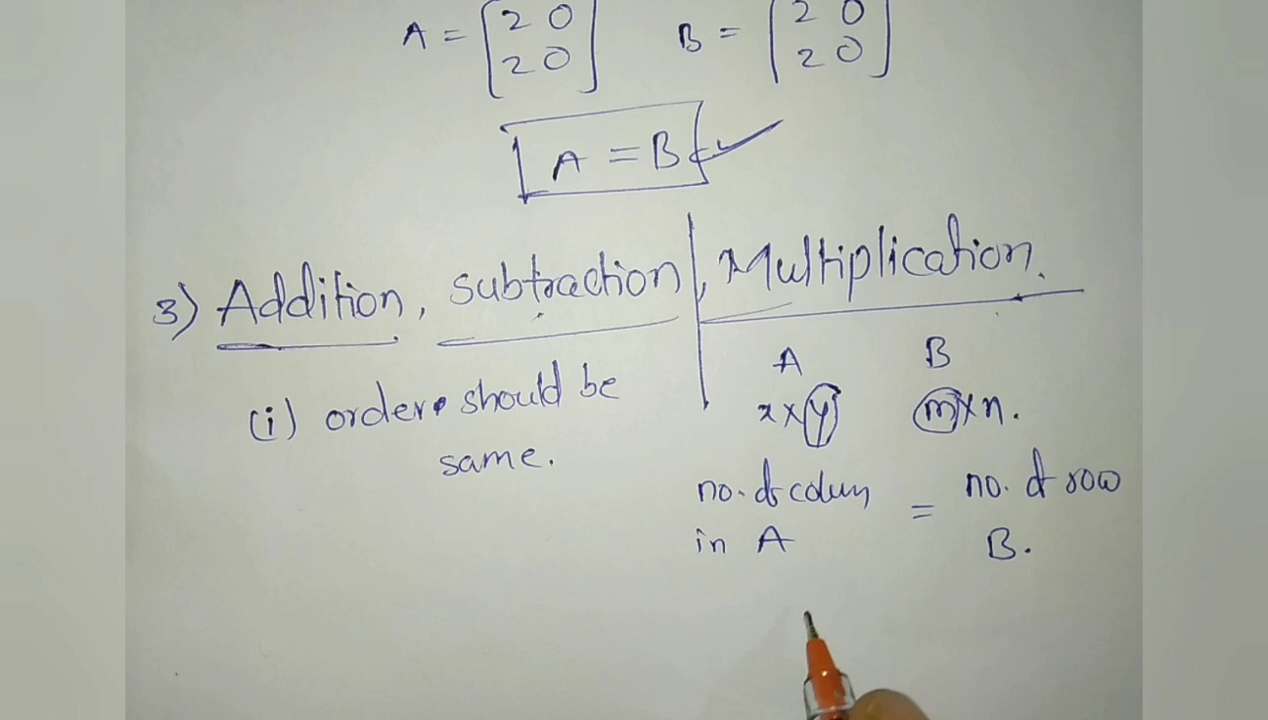 A = [2 0 B = [2 0
2 0] 2 0]
A = B ✓
3) Addition, subtraction, Multiplication.
A B
(i) order should be x × y m × n.
same. no. of colum = no. of row
in A B.